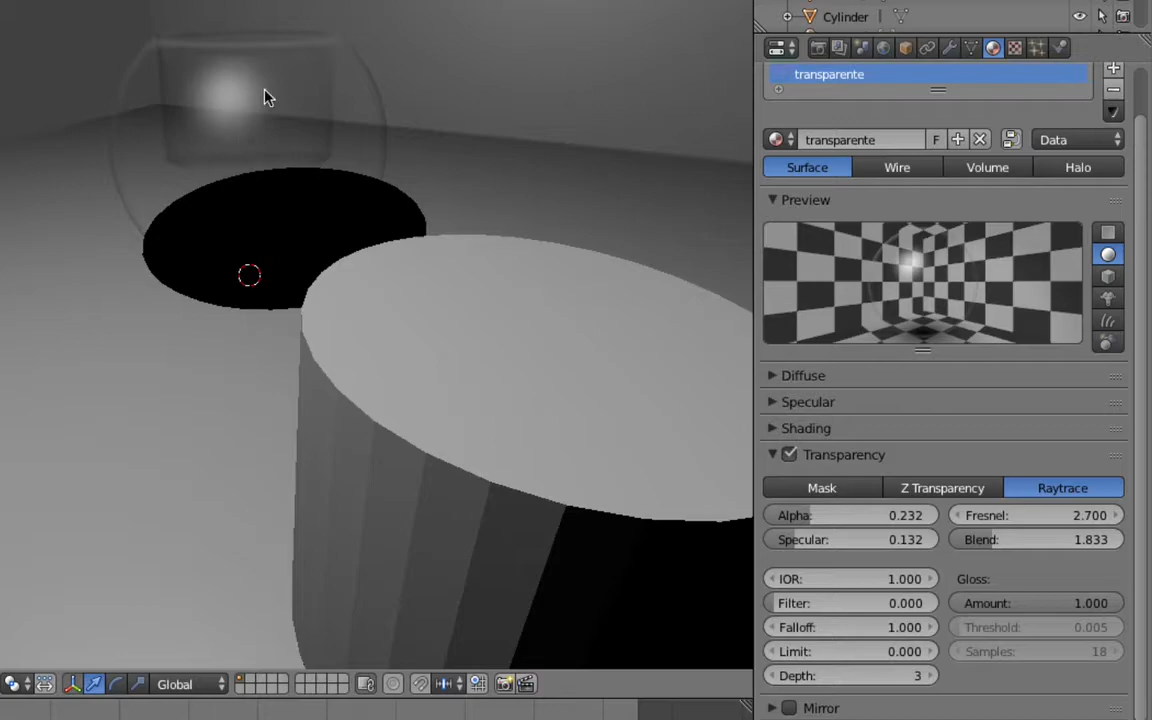 Cylinder
transparente
transparente F Data
Surface Wire Volume Halo
Preview
Diffuse
Specular
Shading
Transparency
Mask Z Transparency Raytrace
Alpha: 0.232 Fresnel: 2.700
Specular: 0.132 Blend: 1.833
IOR: 1.000 Gloss:
Filter: 0.000 Amount: 1.000
Falloff: 1.000 Threshold: 0.005
Limit: 0.000 Samples: 18
Depth: 3
Global
Mirror